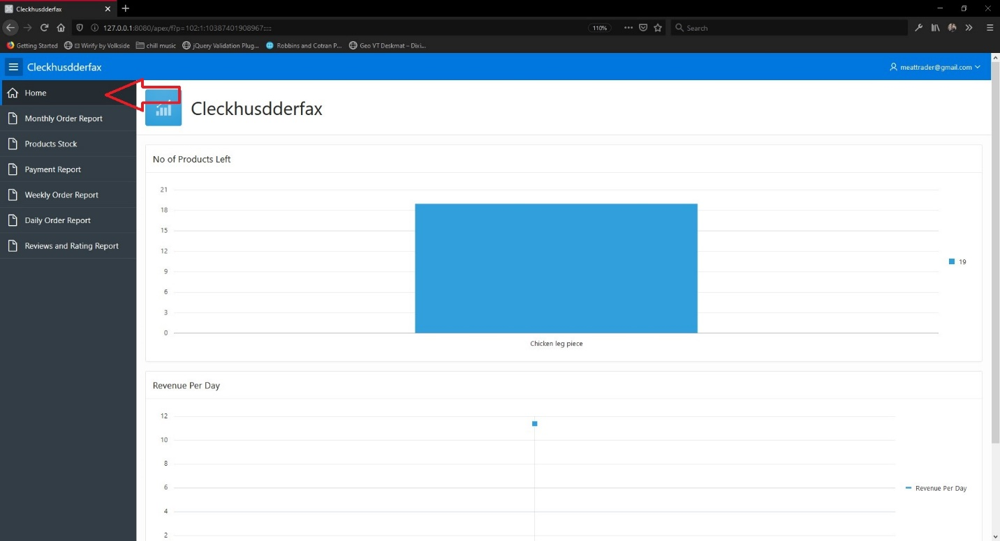 Cleckhusdderfax
127.0.0.1:8080/apex/f?p=102:1:10387401908967:::::
110%
Search
Getting Started
Wirify by Volkside
chill music
jQuery Validation Plug...
Robbins and Cotran P...
Geo VT Deskmat – Dixi...
Cleckhusdderfax
meattrader@gmail.com
Home
Monthly Order Report
Products Stock
Payment Report
Weekly Order Report
Daily Order Report
Reviews and Rating Report
Cleckhusdderfax
No of Products Left
21
18
15
12
9
6
3
0
19
Chicken leg piece
Revenue Per Day
12
10
8
6
4
2
Revenue Per Day